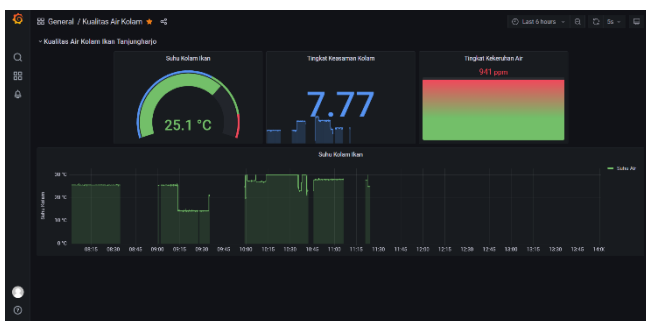 General / Kualitas Air Kolam
Last 6 hours
5s
Kualitas Air Kolam Ikan Tanjungharjo
Suhu Kolam Ikan
25.1 °C
Tingkat Keasaman Kolam
7.77
Tingkat Kekeruhan Air
941 ppm
Suhu Kolam Ikan
Suhu Kolam
30 °C
20 °C
10 °C
0 °C
08:15 08:30 08:45 09:00 09:15 09:30 09:45 10:00 10:15 10:30 10:45 11:00 11:15 11:30 11:45 12:00 12:15 12:30 12:45 13:00 13:15 13:30 13:45 14:00
Suhu Air